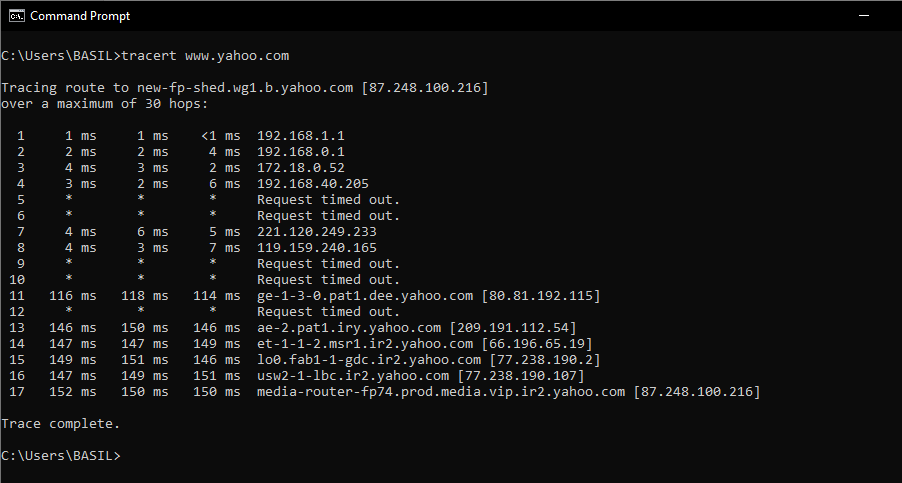 Command Prompt
C:\Users\BASIL>tracert www.yahoo.com
Tracing route to new-fp-shed.wg1.b.yahoo.com [87.248.100.216]
over a maximum of 30 hops:
1 1 ms 1 ms <1 ms 192.168.1.1
2 2 ms 2 ms 4 ms 192.168.0.1
3 4 ms 3 ms 2 ms 172.18.0.52
4 3 ms 2 ms 6 ms 192.168.40.205
5 * * * Request timed out.
6 * * * Request timed out.
7 4 ms 6 ms 5 ms 221.120.249.233
8 4 ms 3 ms 7 ms 119.159.240.165
9 * * * Request timed out.
10 * * * Request timed out.
11 116 ms 118 ms 114 ms ge-1-3-0.pat1.dee.yahoo.com [80.81.192.115]
12 * * * Request timed out.
13 146 ms 150 ms 146 ms ae-2.pat1.iry.yahoo.com [209.191.112.54]
14 147 ms 147 ms 149 ms et-1-1-2.msr1.ir2.yahoo.com [66.196.65.19]
15 149 ms 151 ms 146 ms lo0.fab1-1-gdc.ir2.yahoo.com [77.238.190.2]
16 147 ms 149 ms 151 ms usw2-1-lbc.ir2.yahoo.com [77.238.190.107]
17 152 ms 150 ms 150 ms media-router-fp74.prod.media.vip.ir2.yahoo.com [87.248.100.216]
Trace complete.
C:\Users\BASIL>